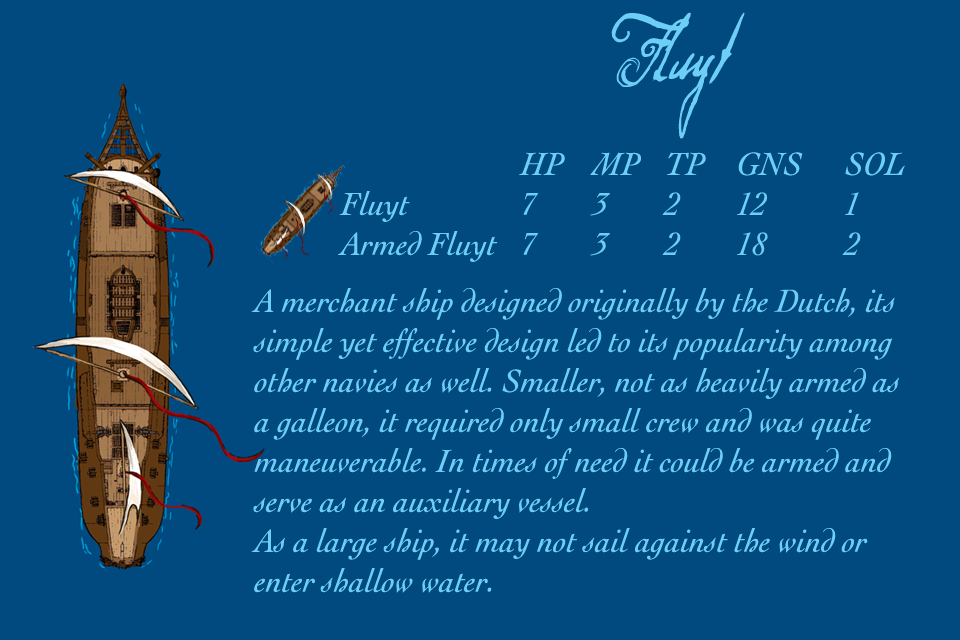 Fluyt
HP MP TP GNS SOL
Fluyt 7 3 2 12 1
Armed Fluyt 7 3 2 18 2
A merchant ship designed originally by the Dutch, its
simple yet effective design led to its popularity among
other navies as well. Smaller, not as heavily armed as
a galleon, it required only small crew and was quite
maneuverable. In times of need it could be armed and
serve as an auxiliary vessel.
As a large ship, it may not sail against the wind or
enter shallow water.